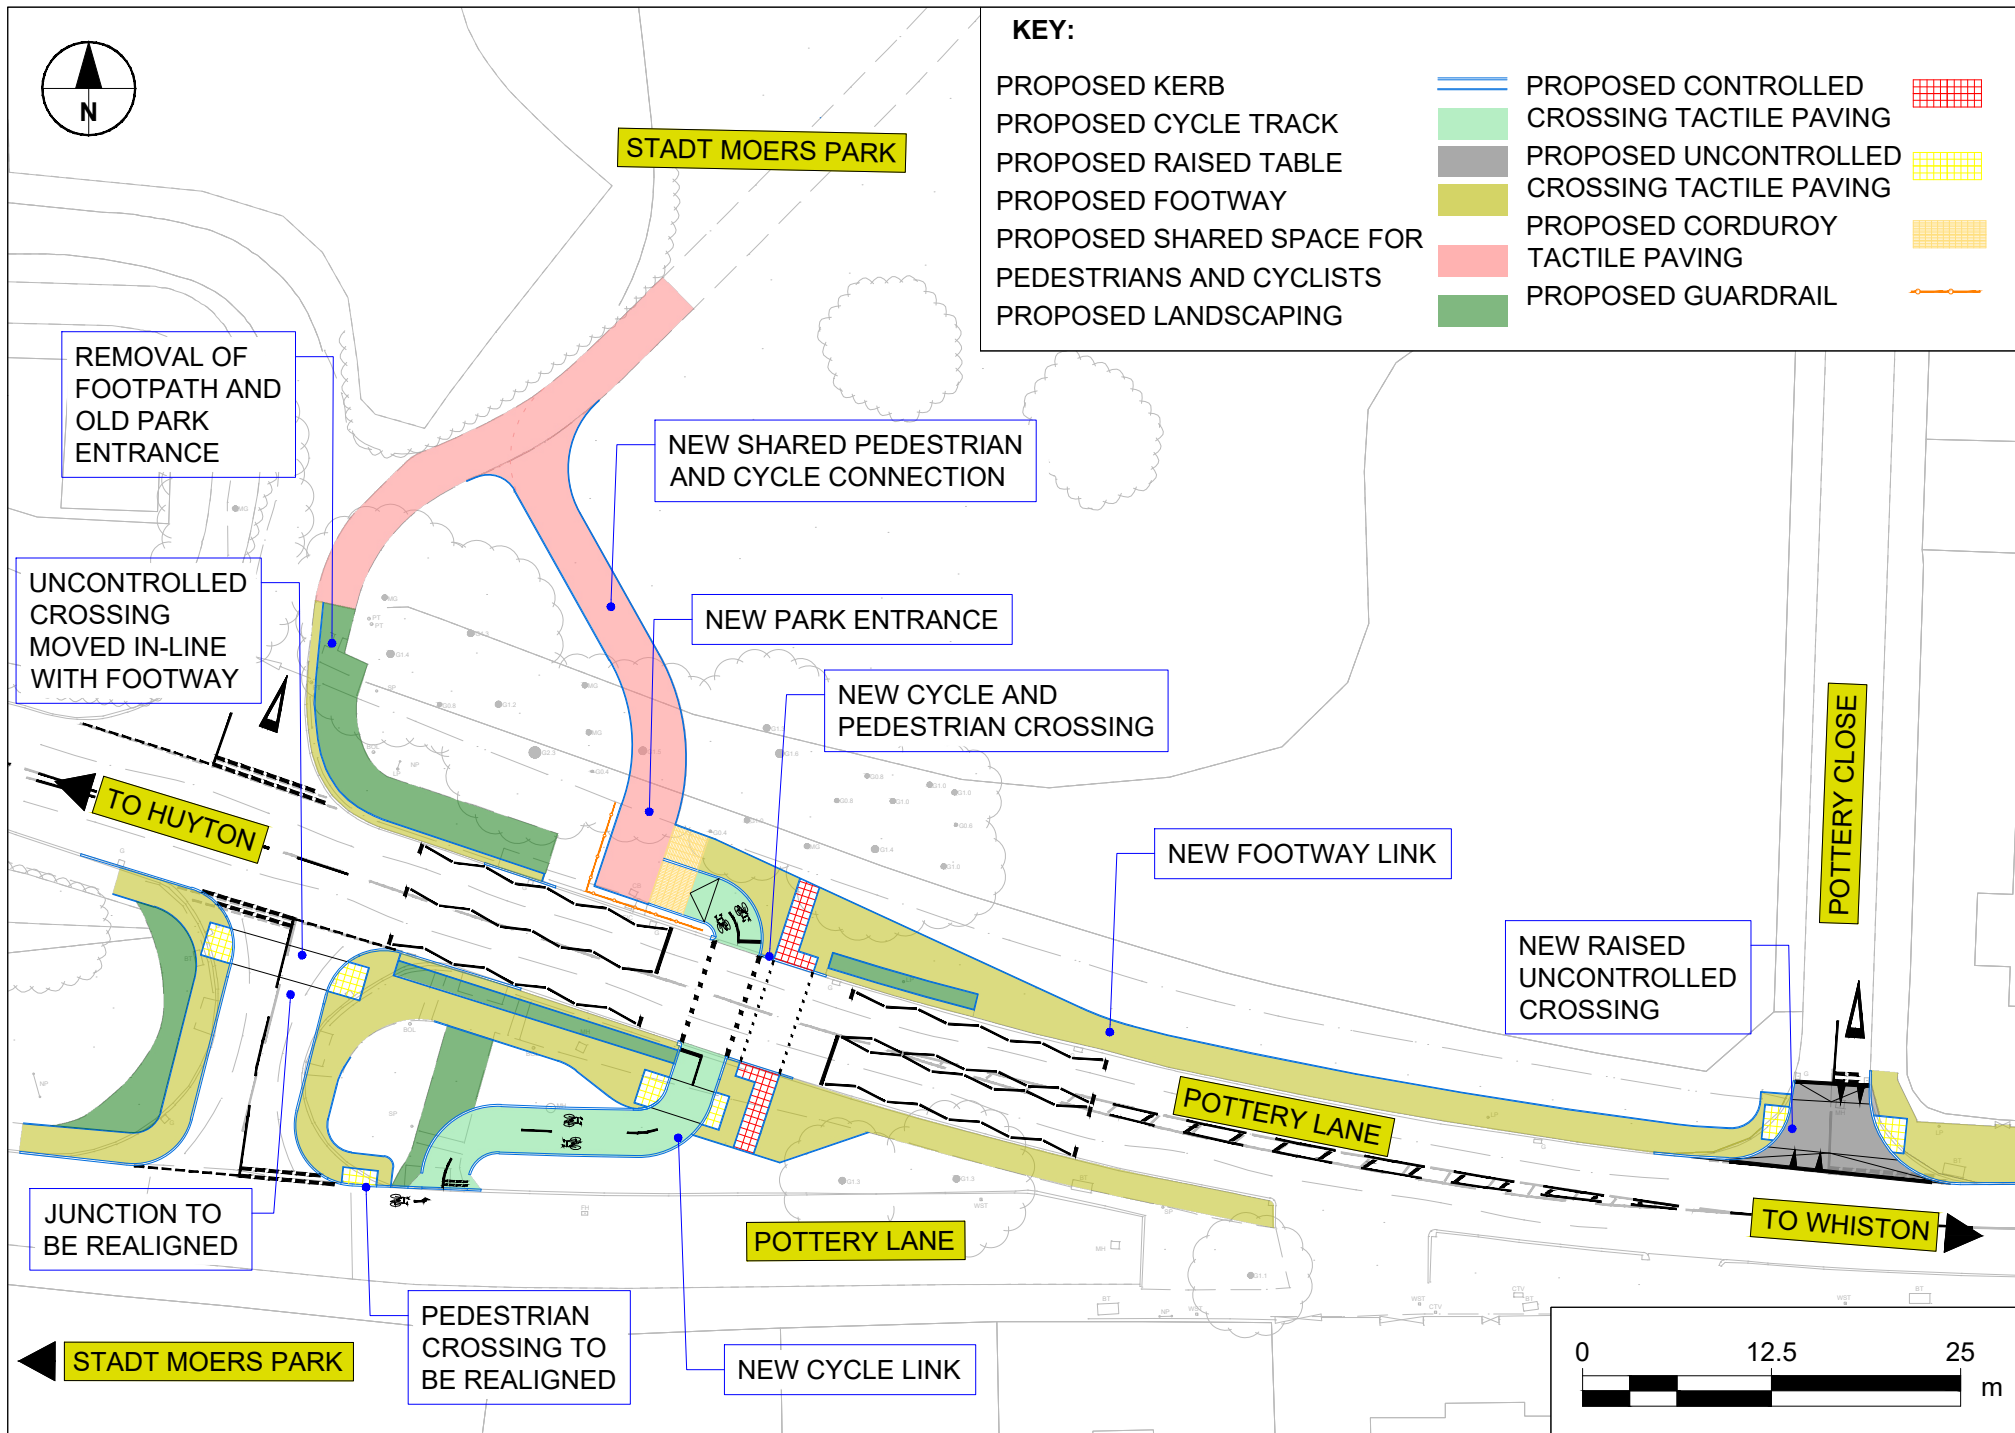 N
STADT MOERS PARK
KEY:
PROPOSED KERB
PROPOSED CYCLE TRACK
PROPOSED RAISED TABLE
PROPOSED FOOTWAY
PROPOSED SHARED SPACE FOR
PEDESTRIANS AND CYCLISTS
PROPOSED LANDSCAPING
PROPOSED CONTROLLED
CROSSING TACTILE PAVING
PROPOSED UNCONTROLLED
CROSSING TACTILE PAVING
PROPOSED CORDUROY
TACTILE PAVING
PROPOSED GUARDRAIL
REMOVAL OF
FOOTPATH AND
OLD PARK
ENTRANCE
NEW SHARED PEDESTRIAN
AND CYCLE CONNECTION
UNCONTROLLED
CROSSING
MOVED IN-LINE
WITH FOOTWAY
NEW PARK ENTRANCE
NEW CYCLE AND
PEDESTRIAN CROSSING
POTTERY CLOSE
TO HUYTON
NEW FOOTWAY LINK
NEW RAISED
UNCONTROLLED
CROSSING
POTTERY LANE
TO WHISTON
JUNCTION TO
BE REALIGNED
POTTERY LANE
PEDESTRIAN
CROSSING TO
BE REALIGNED
NEW CYCLE LINK
STADT MOERS PARK
0 12.5 25
m